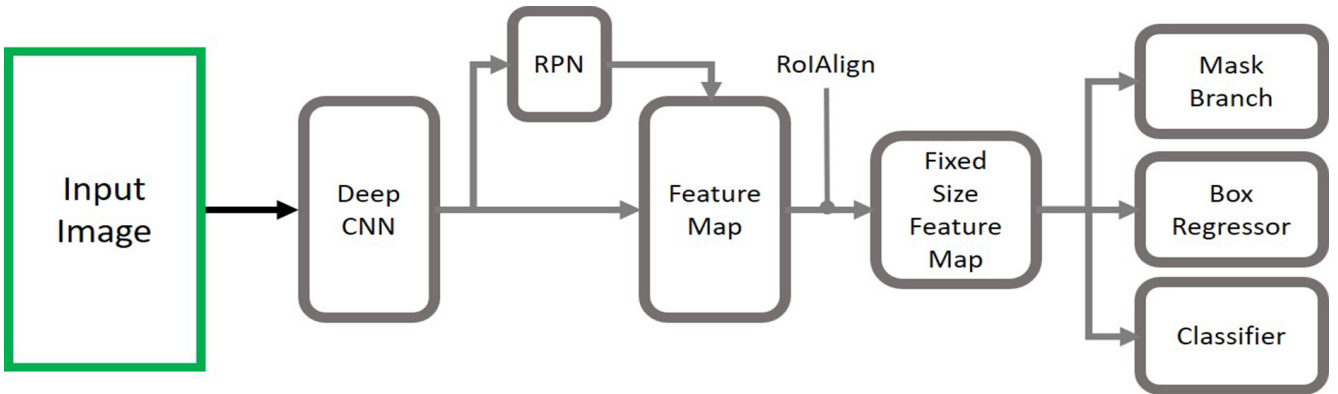 Input
Image
Deep
CNN
RPN
Feature
Map
RoIAlign
Fixed
Size
Feature
Map
Mask
Branch
Box
Regressor
Classifier